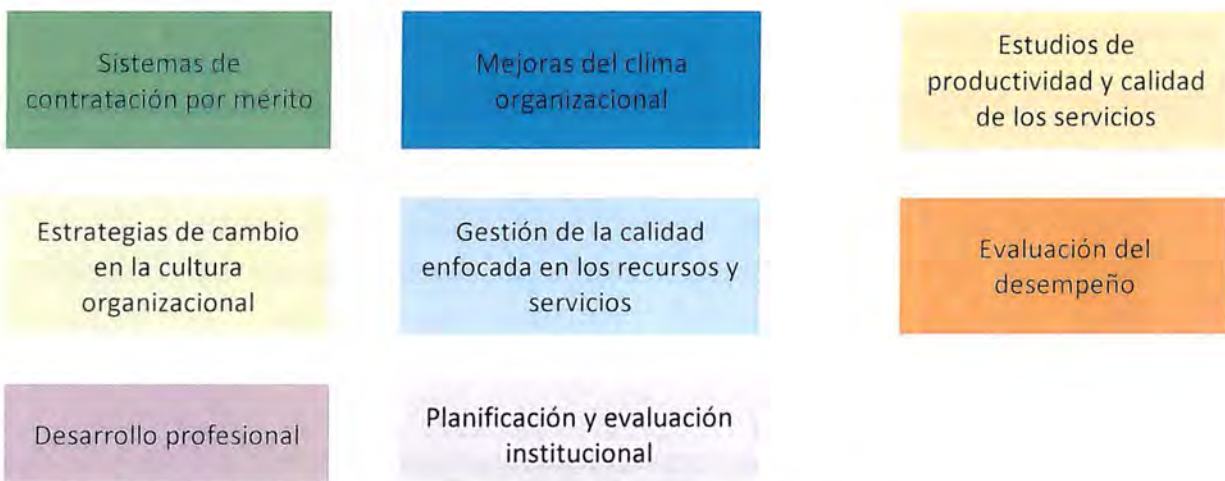 Sistemas de
contratación por mérito
Mejoras del clima
organizacional
Estudios de
productividad y calidad
de los servicios
Estrategias de cambio
en la cultura
organizacional
Gestión de la calidad
enfocada en los recursos y
servicios
Evaluación del
desempeño
Desarrollo profesional
Planificación y evaluación
institucional